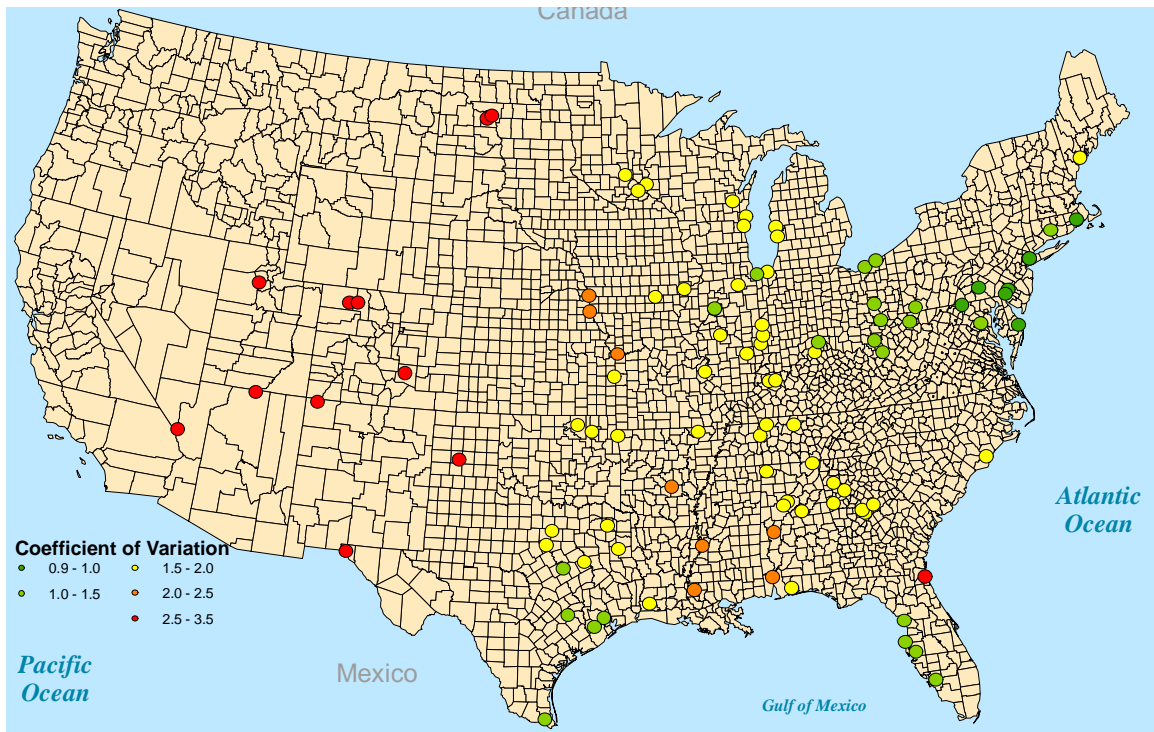 Canada
Atlantic
Ocean
Coefficient of Variation
0.9 - 1.0 1.5 - 2.0
1.0 - 1.5 2.0 - 2.5
2.5 - 3.5
Pacific
Ocean
Mexico
Gulf of Mexico